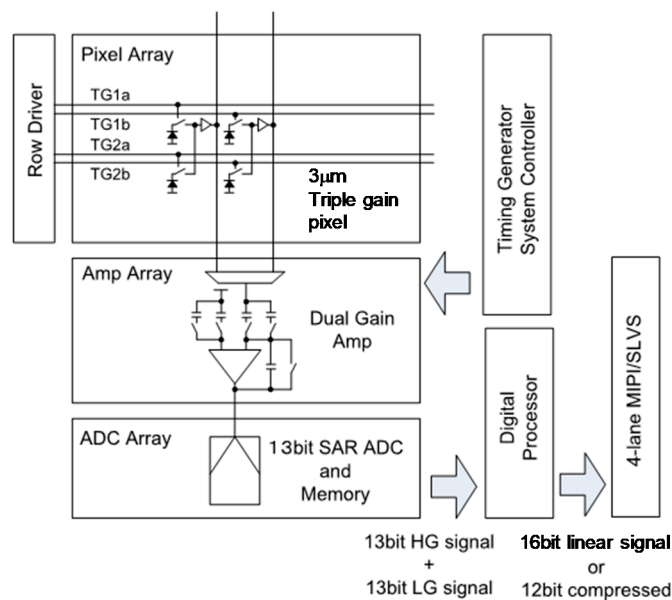 Pixel Array
Row Driver
TG1a
TG1b
TG2a
TG2b
3μm
Triple gain
pixel
Timing Generator
System Controller
Amp Array
Dual Gain
Amp
ADC Array
13bit SAR ADC
and
Memory
Digital
Processor
4-lane MIPI/SLVS
13bit HG signal
+
13bit LG signal
16bit linear signal
or
12bit compressed